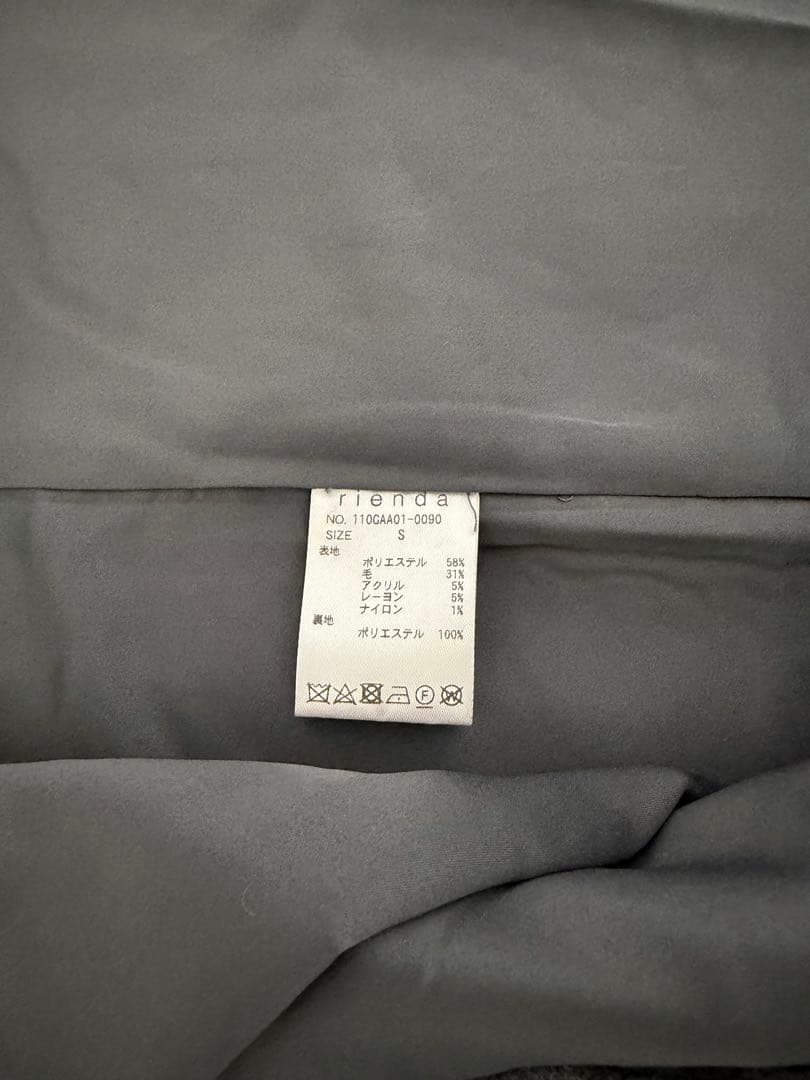 rienda
NO. 110GAA01-0090
SIZE S
表地
ポリエステル 58%
毛 31%
アクリル 5%
レーヨン 5%
ナイロン 1%
裏地
ポリエステル 100%
F W